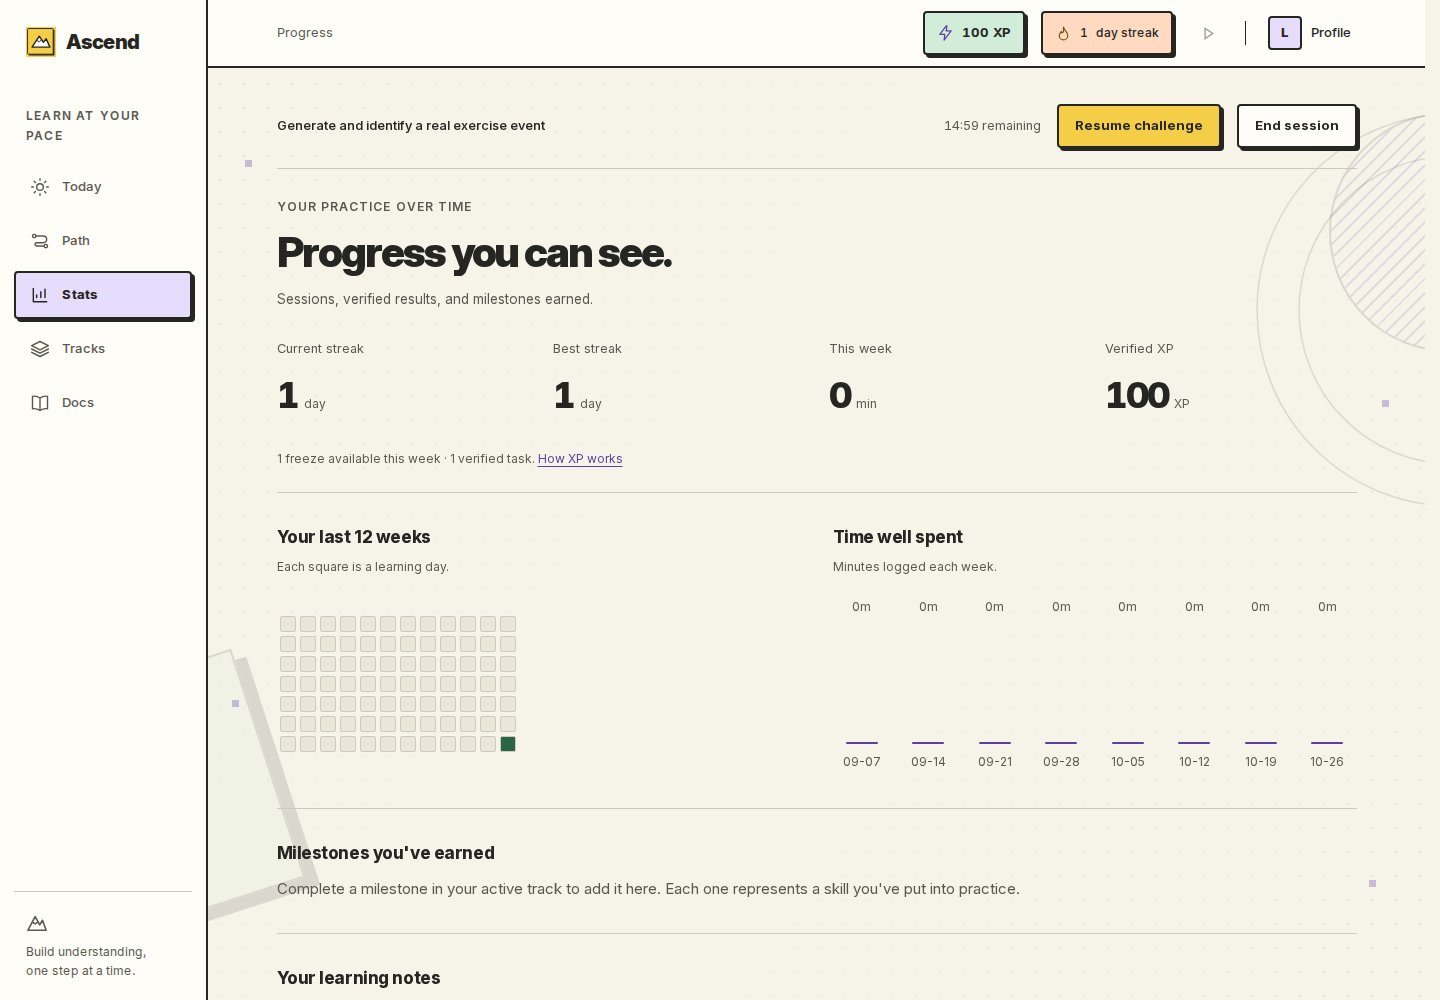 Ascend
LEARN AT YOUR
PACE
Today
Path
Stats
Tracks
Docs
Build understanding,
one step at a time.
Progress
100 XP
1 day streak
L
Profile
Generate and identify a real exercise event
14:59 remaining
Resume challenge
End session
YOUR PRACTICE OVER TIME
Progress you can see.
Sessions, verified results, and milestones earned.
Current streak
1 day
Best streak
1 day
This week
0 min
Verified XP
100 XP
1 freeze available this week · 1 verified task. How XP works
Your last 12 weeks
Each square is a learning day.
Time well spent
Minutes logged each week.
0m 0m 0m 0m 0m 0m 0m 0m
09-07 09-14 09-21 09-28 10-05 10-12 10-19 10-26
Milestones you've earned
Complete a milestone in your active track to add it here. Each one represents a skill you've put into practice.
Your learning notes